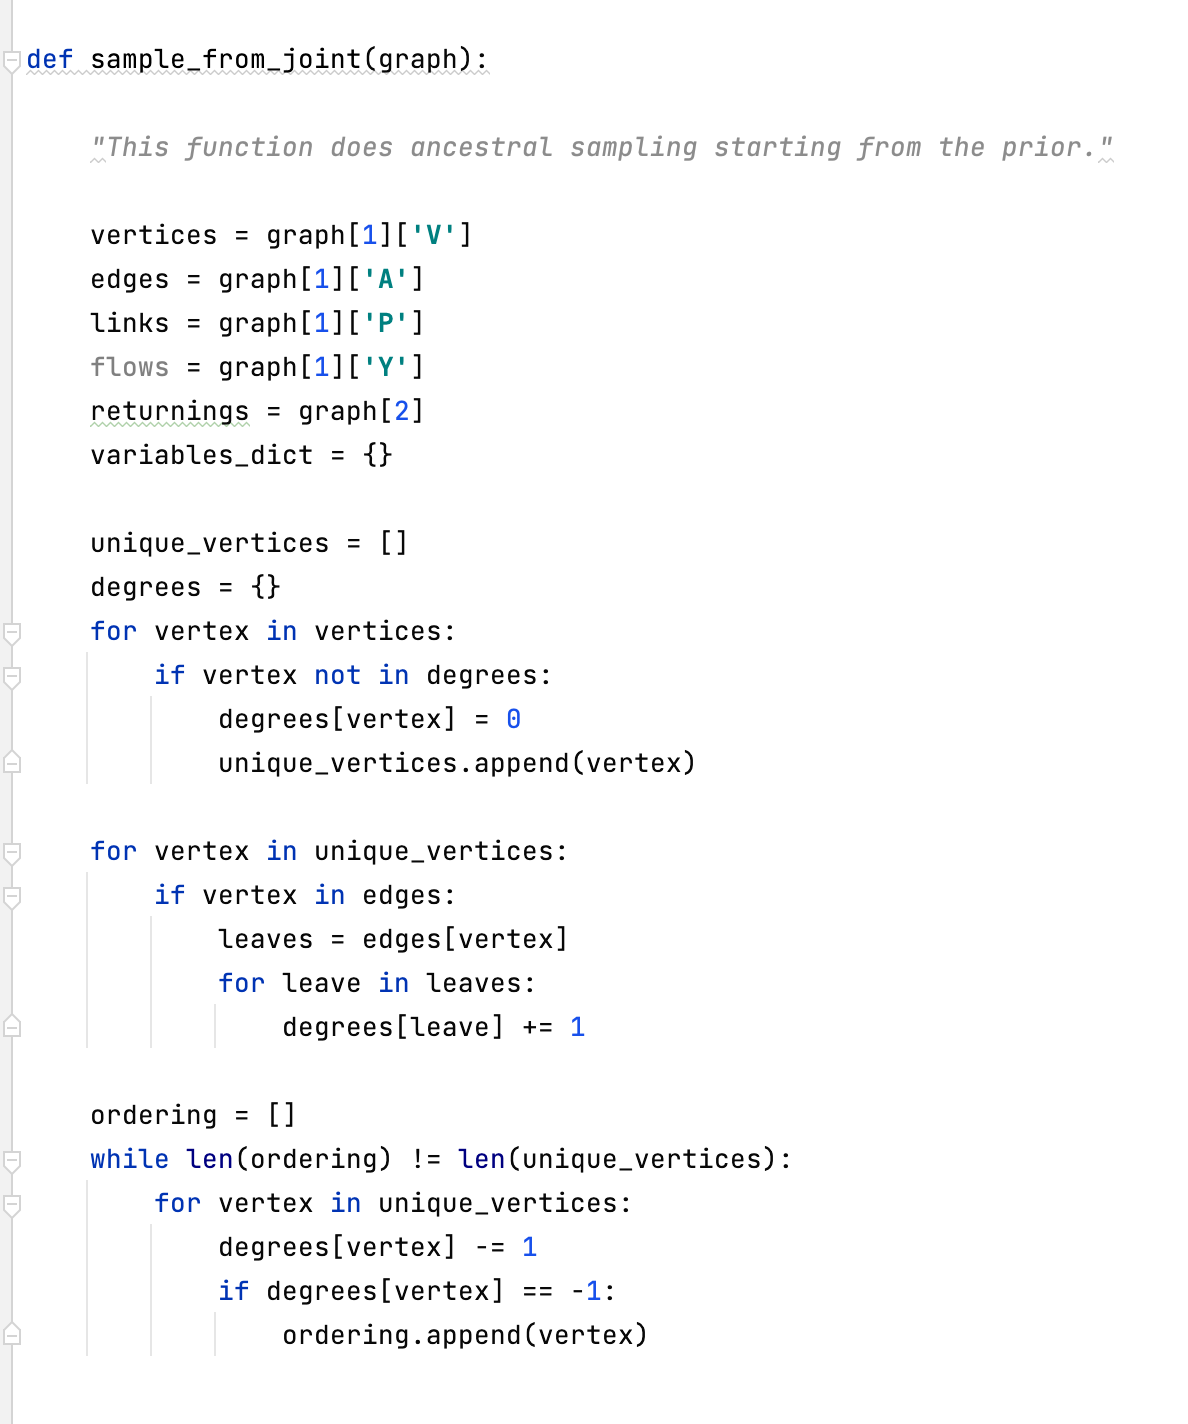 def sample_from_joint(graph):
    "This function does ancestral sampling starting from the prior."
    vertices = graph[1]['V']
    edges = graph[1]['A']
    links = graph[1]['P']
    flows = graph[1]['Y']
    returnings = graph[2]
    variables_dict = {}
    unique_vertices = []
    degrees = {}
    for vertex in vertices:
        if vertex not in degrees:
            degrees[vertex] = 0
            unique_vertices.append(vertex)
    for vertex in unique_vertices:
        if vertex in edges:
            leaves = edges[vertex]
            for leave in leaves:
                degrees[leave] += 1
    ordering = []
    while len(ordering) != len(unique_vertices):
        for vertex in unique_vertices:
            degrees[vertex] -= 1
            if degrees[vertex] == -1:
                ordering.append(vertex)